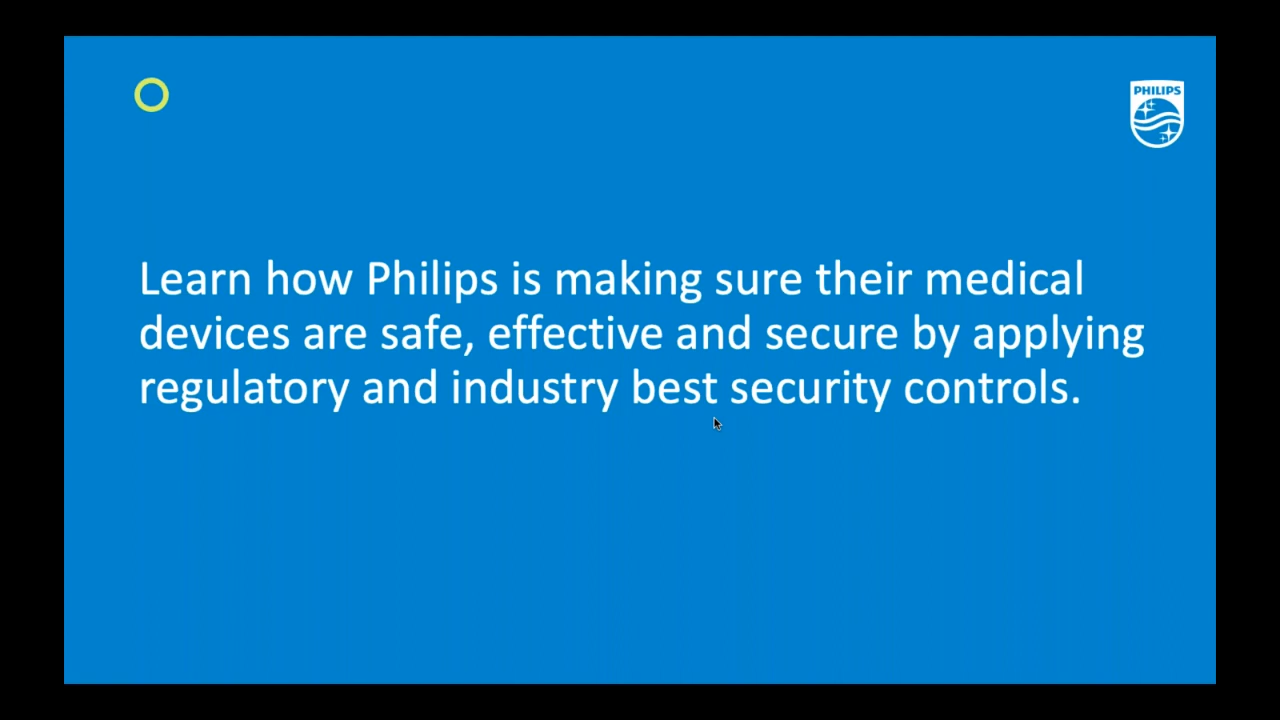 PHILIPS
Learn how Philips is making sure their medical
devices are safe, effective and secure by applying
regulatory and industry best security controls.